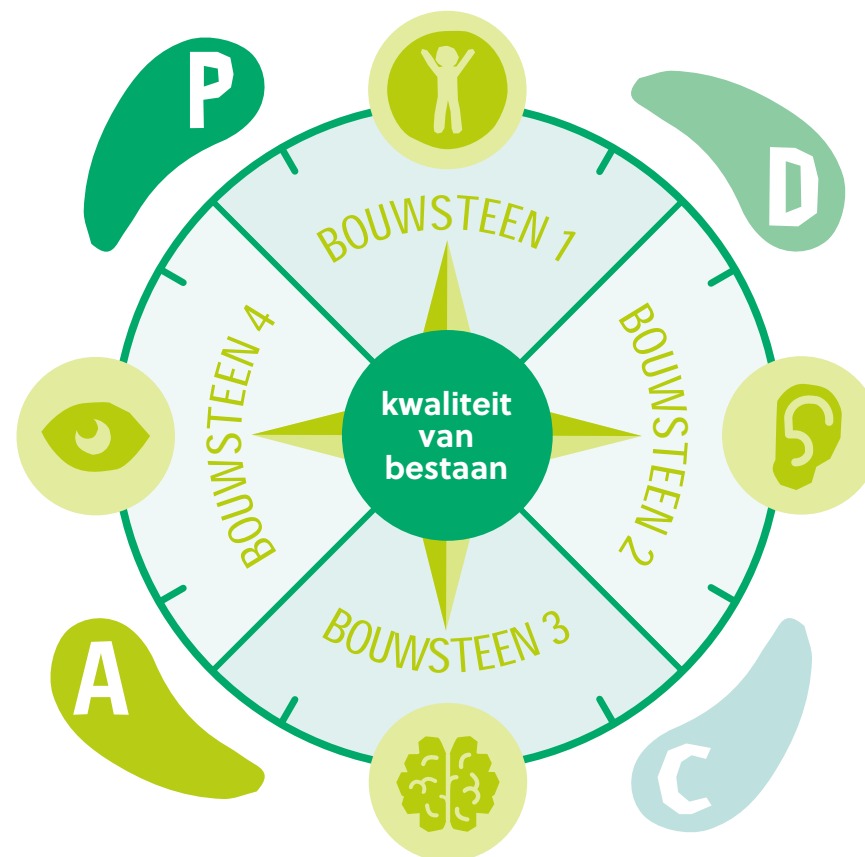 P
D
BOUWSTEEN 1
BOUWSTEEN 4
BOUWSTEEN 2
kwaliteit
van
bestaan
BOUWSTEEN 3
A
C